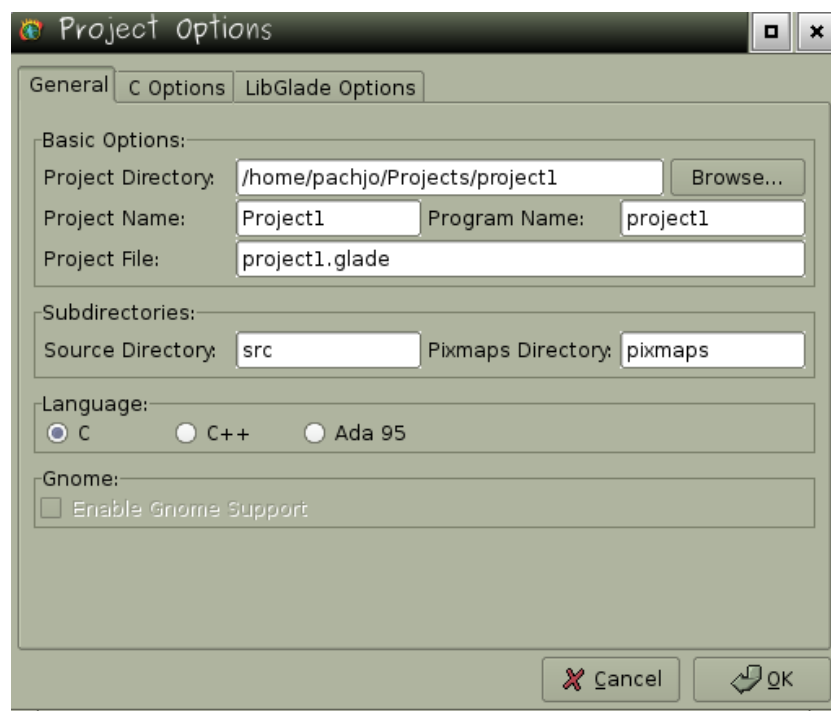 Project Options
General C Options LibGlade Options
Basic Options:
Project Directory: /home/pachjo/Projects/project1 Browse...
Project Name: Project1 Program Name: project1
Project File: project1.glade
Subdirectories:
Source Directory: src Pixmaps Directory: pixmaps
Language:
C C++ Ada 95
Gnome:
Enable Gnome Support
Cancel OK